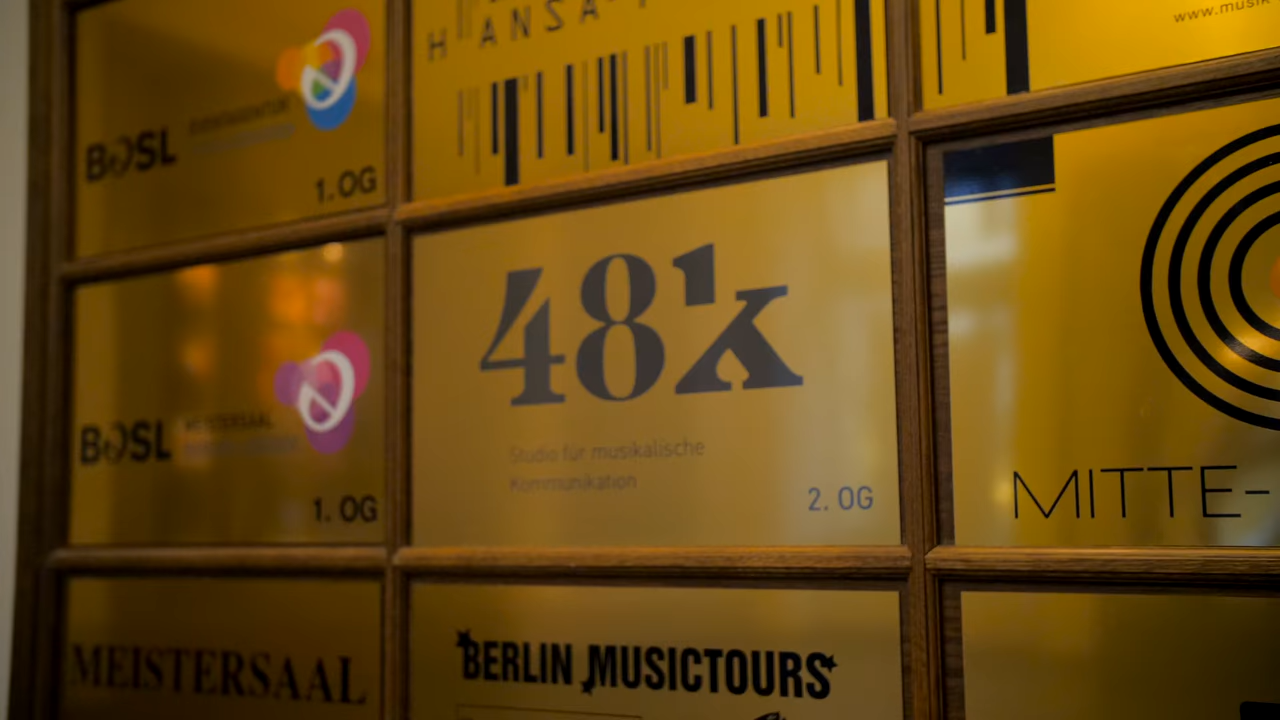 HANSA
www.musik
BOSL
1. OG
48k
Studio für musikalische
Kommunikation
2. OG
BOSL MEISTERSAAL
1. OG
MITTE-
MEISTERSAAL
BERLIN MUSICTOURS